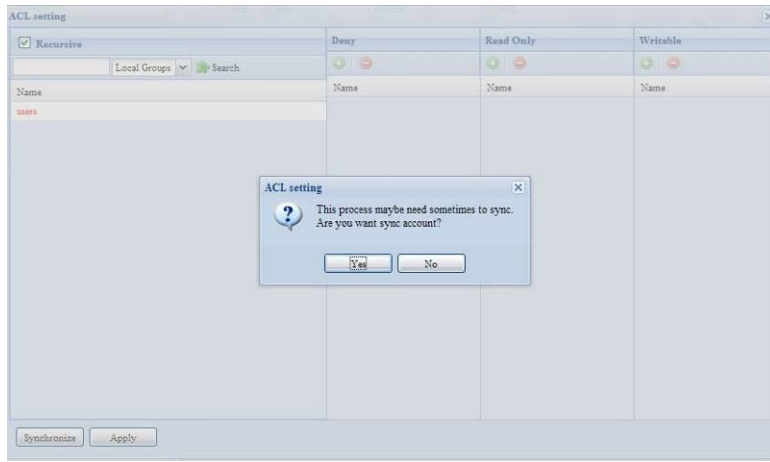 ACL setting
Recursive
Deny
Read Only
Writable
Local Groups
Search
Name
Name
Name
Name
users
ACL setting
This process maybe need sometimes to sync.
Are you want sync account?
Yes
No
Synchronize
Apply